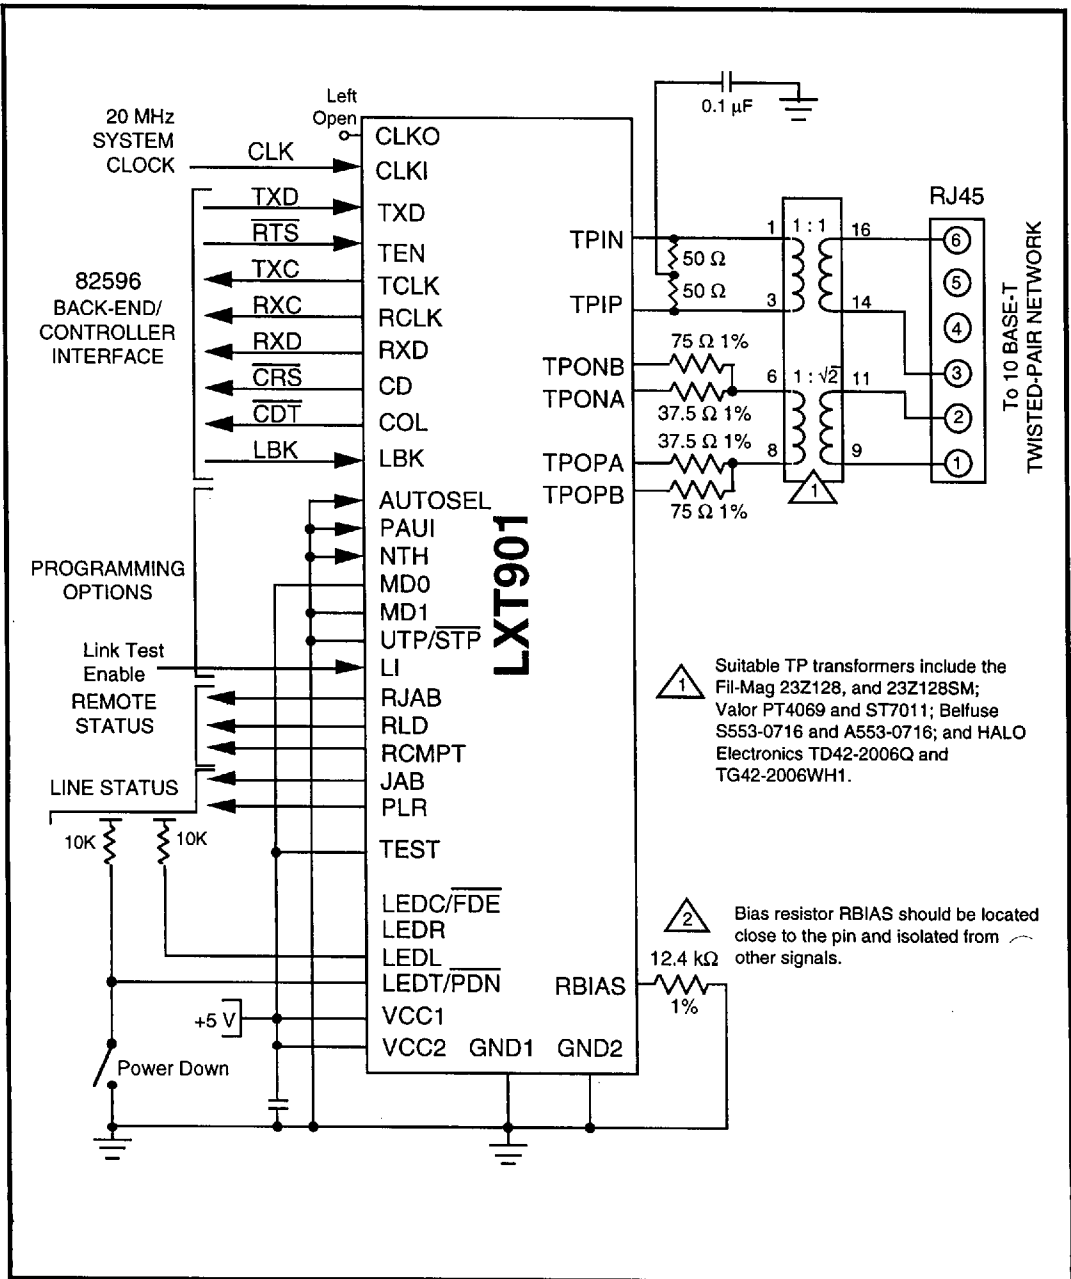 Left
Open
20 MHz
SYSTEM
CLOCK
CLK
CLKO
CLKI
TXD
TXD
RTS
TEN
TXC
TCLK
RXC
RCLK
RXD
RXD
CRS
CD
CDT
COL
LBK
LBK
82596
BACK-END/
CONTROLLER
INTERFACE
AUTOSEL
PAUI
NTH
MD0
MD1
UTP/STP
LI
PROGRAMMING
OPTIONS
Link Test
Enable
REMOTE
STATUS
RJAB
RLD
RCMPT
LINE STATUS
JAB
PLR
10K
10K
TEST
LEDC/FDE
LEDR
LEDL
LEDT/PDN
+5 V
VCC1
VCC2
GND1
GND2
Power Down
LXT901
0.1 µF
TPIN
TPIP
50 Ω
50 Ω
TPONB
TPONA
75 Ω 1%
37.5 Ω 1%
TPOPA
TPOPB
37.5 Ω 1%
75 Ω 1%
1
1 : 1
16
3
14
6
1 : √2
11
8
9
1
RJ45
6
5
4
3
2
1
To 10 BASE-T
TWISTED-PAIR NETWORK
1
Suitable TP transformers include the
Fil-Mag 23Z128, and 23Z128SM;
Valor PT4069 and ST7011; Belfuse
S553-0716 and A553-0716; and HALO
Electronics TD42-2006Q and
TG42-2006WH1.
2
Bias resistor RBIAS should be located
close to the pin and isolated from
other signals.
RBIAS
12.4 kΩ
1%